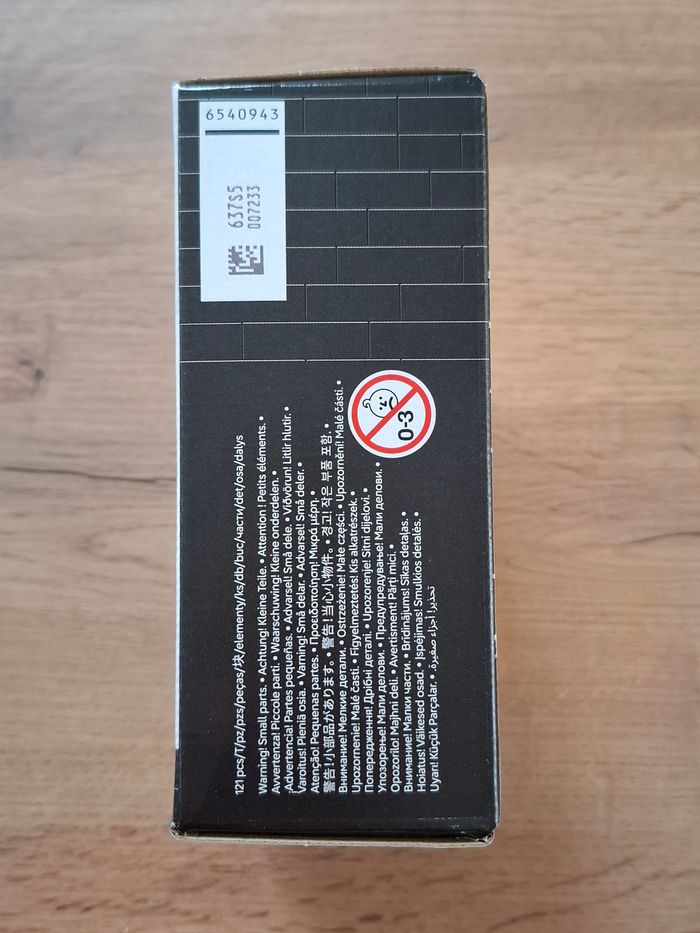 6540943
637S5
007233
121 pcs/T/pz/pzs/peças/块/elementy/ks/db/buc/части/det/osa/dalys
Warning! Small parts. • Achtung! Kleine Teile. • Attention ! Petits éléments. •
Avvertenza! Piccole parti. • Waarschuwing! Kleine onderdelen. •
¡Advertencia! Partes pequeñas. • Advarsel! Små dele. • Viðvörun! Litlir hlutir. •
Varoitus! Pieniä osia. • Varning! Små delar. • Advarsel! Små deler. •
Atenção! Pequenas partes. • Προειδοποίηση! Μικρά μέρη. •
警告!小部品があります。• 警告!当心小物件。• 경고! 작은 부품 포함. •
Внимание! Мелкие детали. • Ostrzeżenie! Małe części. • Upozornění! Malé části. •
Upozornenie! Malé časti. • Figyelmeztetés! Kis alkatrészek. •
Попередження! Дрібні деталі. • Upozorenje! Sitni dijelovi. •
Упозорење! Мали делови. • Предупредување! Мали делови. •
Opozorilo! Majhni deli. • Avertisment! Părți mici. •
Внимание! Малки части. • Brīdinājums! Sīkas detaļas. •
Hoiatus! Väikesed osad. • Įspėjimas! Smulkios detalės. •
Uyarı! Küçük Parçalar. • تحذير! أجزاء صغيرة.
0-3